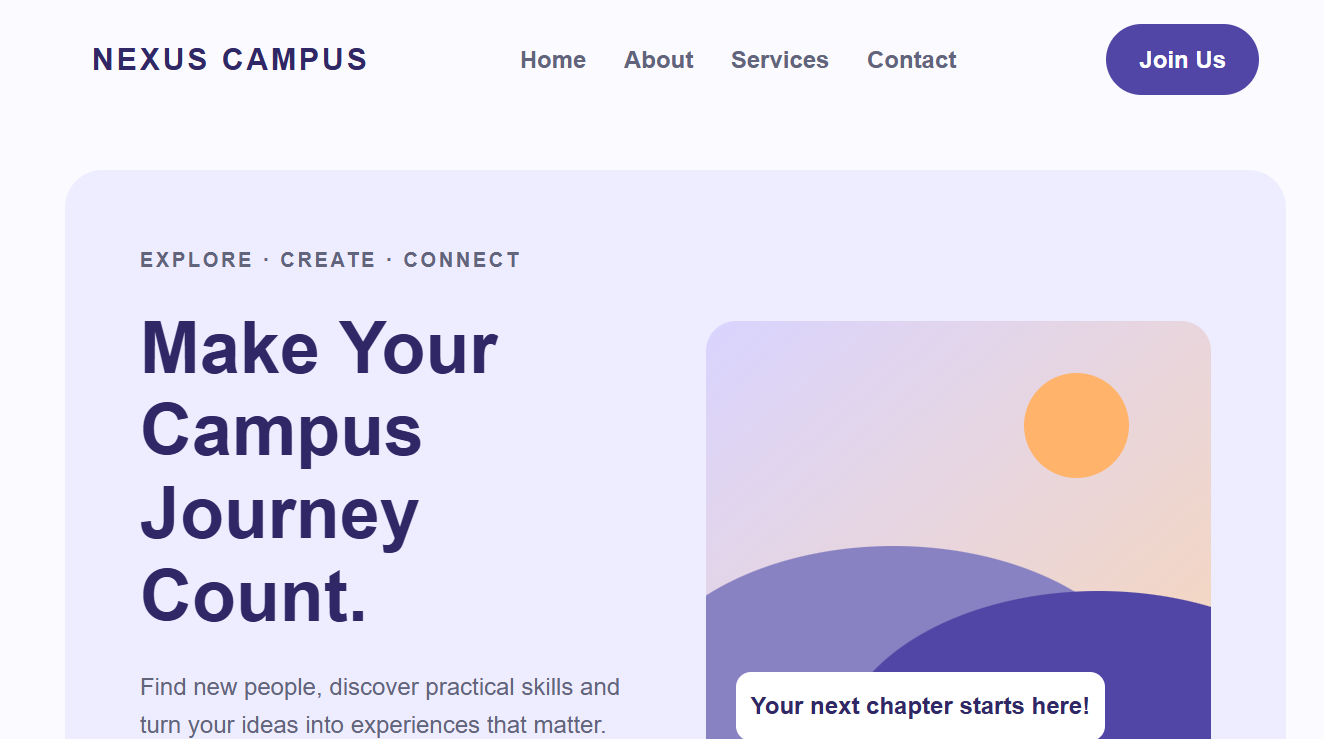 NEXUS CAMPUS
Home About Services Contact
Join Us
EXPLORE · CREATE · CONNECT
Make Your
Campus
Journey
Count.
Find new people, discover practical skills and
turn your ideas into experiences that matter.
Your next chapter starts here!